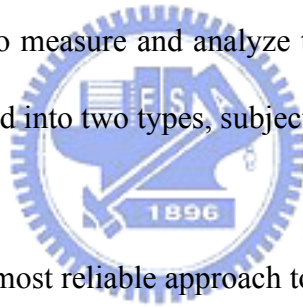 o measure and analyze t
d into two types, subject
E S
1896
most reliable approach to